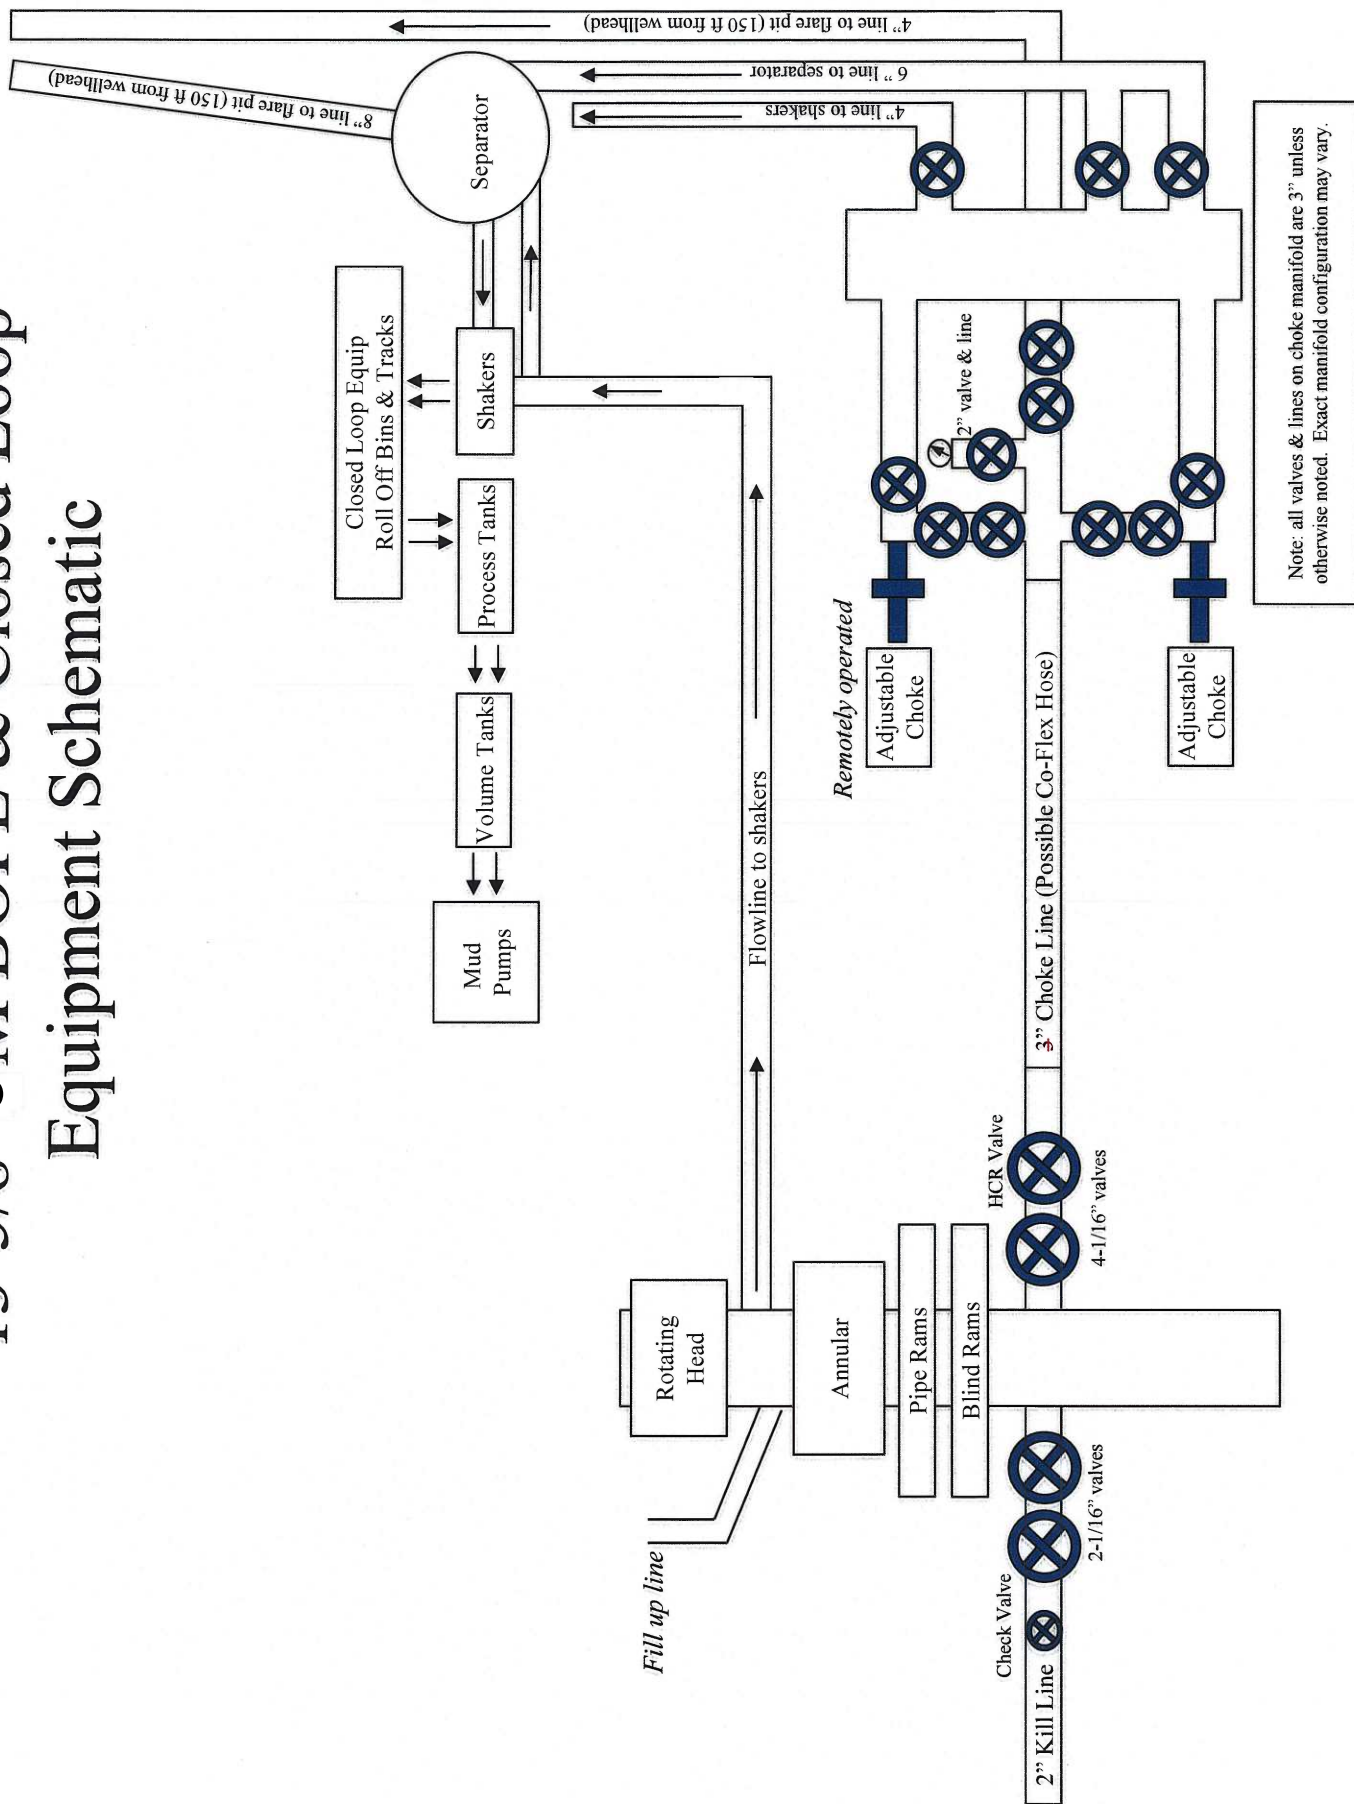 Equipment Schematic
Closed Loop Equip
Roll Off Bins & Tracks
Mud
Pumps
Volume Tanks
Process Tanks
Shakers
Separator
8” line to flare pit (150 ft from wellhead)
4” line to flare pit (150 ft from wellhead)
6” line to separator
4” line to shakers
Fill up line
Rotating
Head
Flowline to shakers
Annular
Pipe Rams
Blind Rams
Remotely operated
Adjustable
Choke
2” valve & line
2” Kill Line
Check Valve
2-1/16” valves
HCR Valve
4-1/16” valves
3” Choke Line (Possible Co-Flex Hose)
Adjustable
Choke
Note: all valves & lines on choke manifold are 3” unless
otherwise noted. Exact manifold configuration may vary.